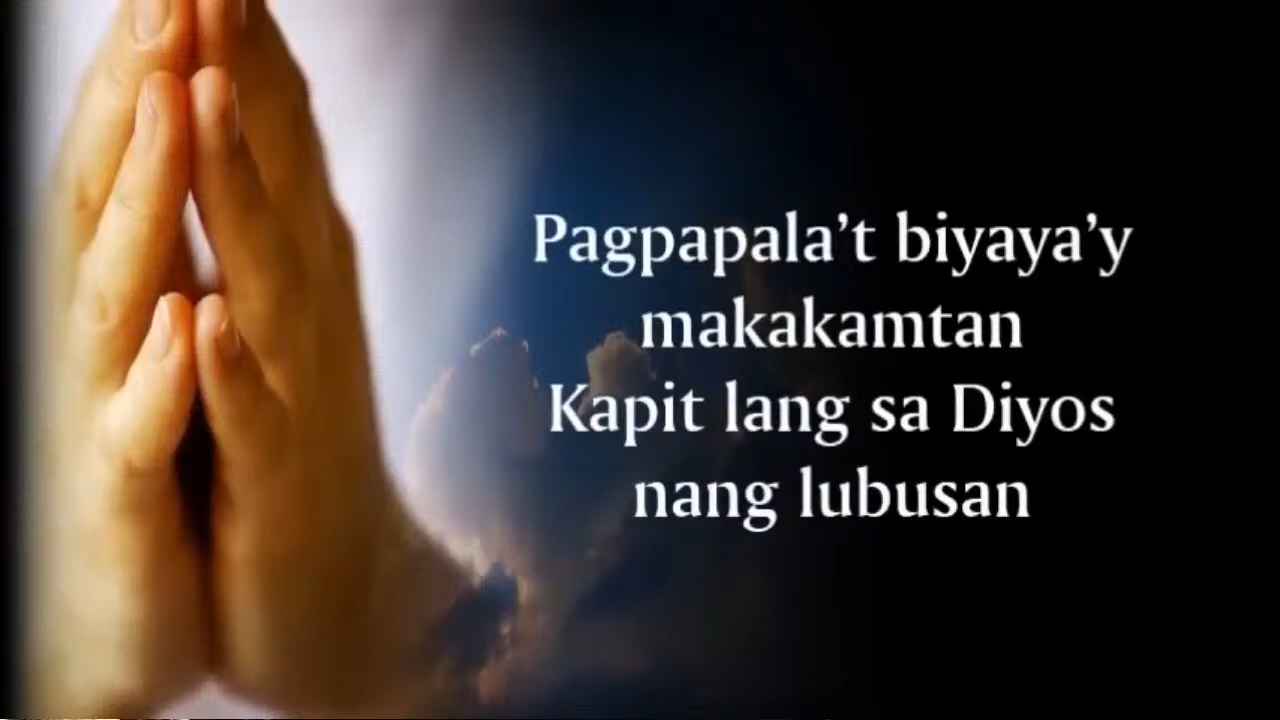 Pagpapala’t biyaya’y
makakamtan
Kapit lang sa Diyos
nang lubusan